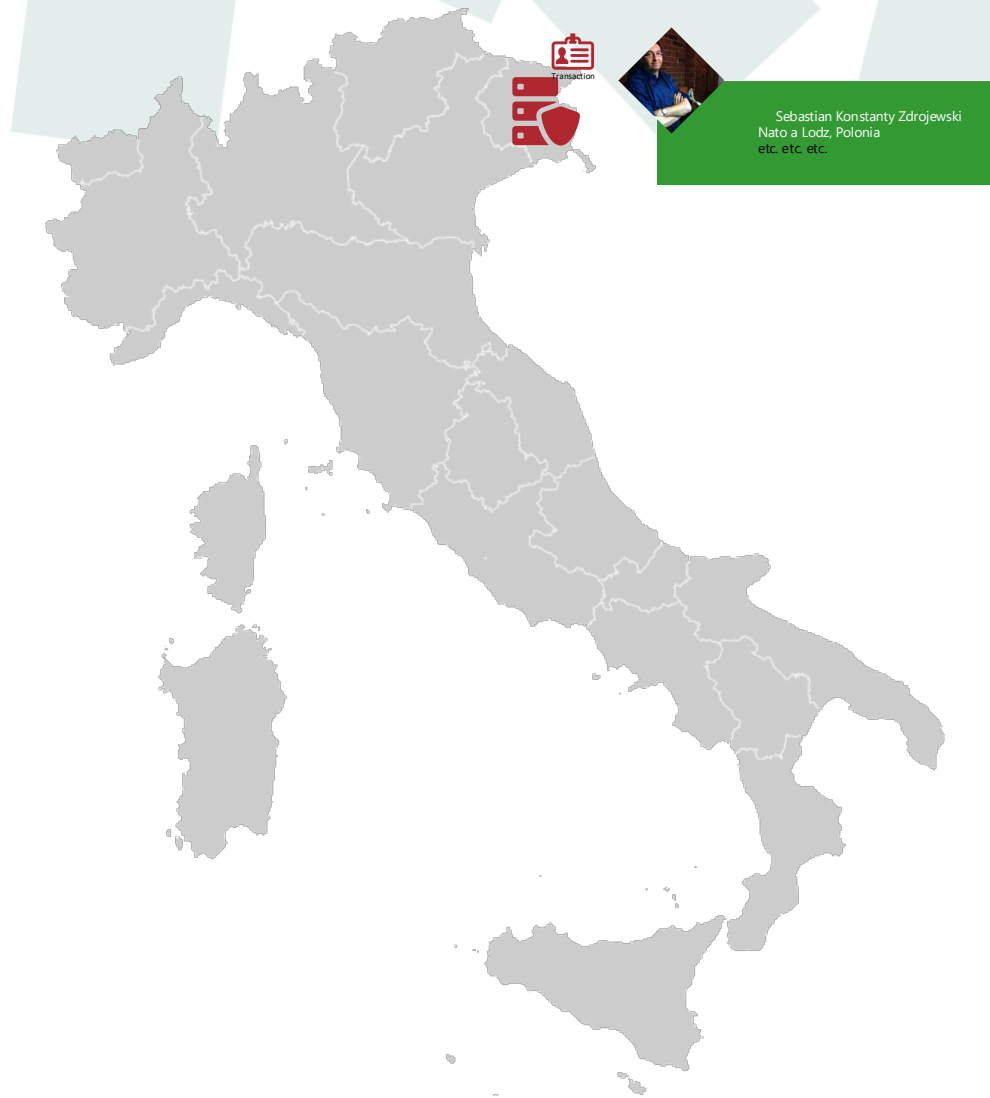 Transaction
Sebastian Konstanty Zdrojewski
Nato a Lodz, Polonia
etc. etc. etc.